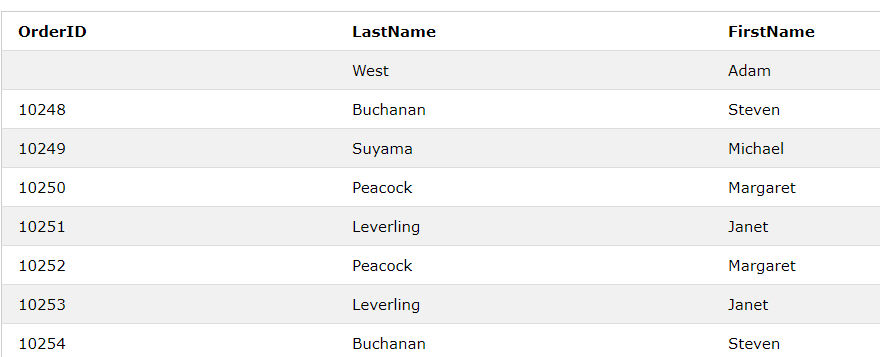 OrderID LastName FirstName
West Adam
10248 Buchanan Steven
10249 Suyama Michael
10250 Peacock Margaret
10251 Leverling Janet
10252 Peacock Margaret
10253 Leverling Janet
10254 Buchanan Steven